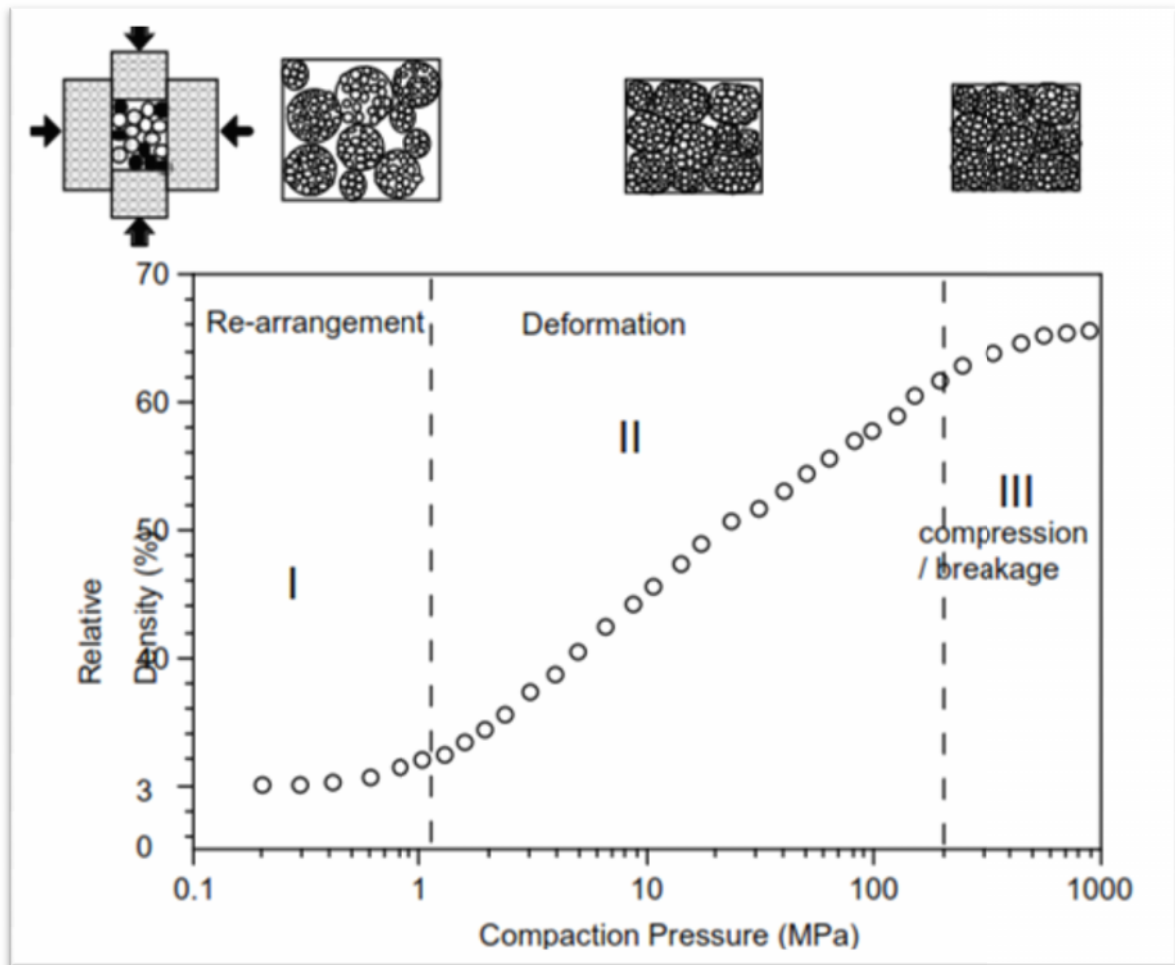 70
Re-arrangement
Deformation
60
II
III
50
compression
/ breakage
I
Relative
Density (%)
40
3
0
0.1
1
10
100
1000
Compaction Pressure (MPa)